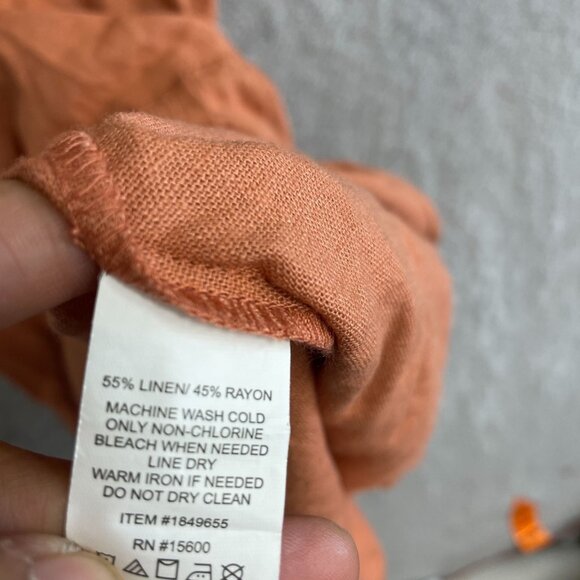 55% LINEN/ 45% RAYON
MACHINE WASH COLD
ONLY NON-CHLORINE
BLEACH WHEN NEEDED
LINE DRY
WARM IRON IF NEEDED
DO NOT DRY CLEAN
ITEM #1849655
RN #15600